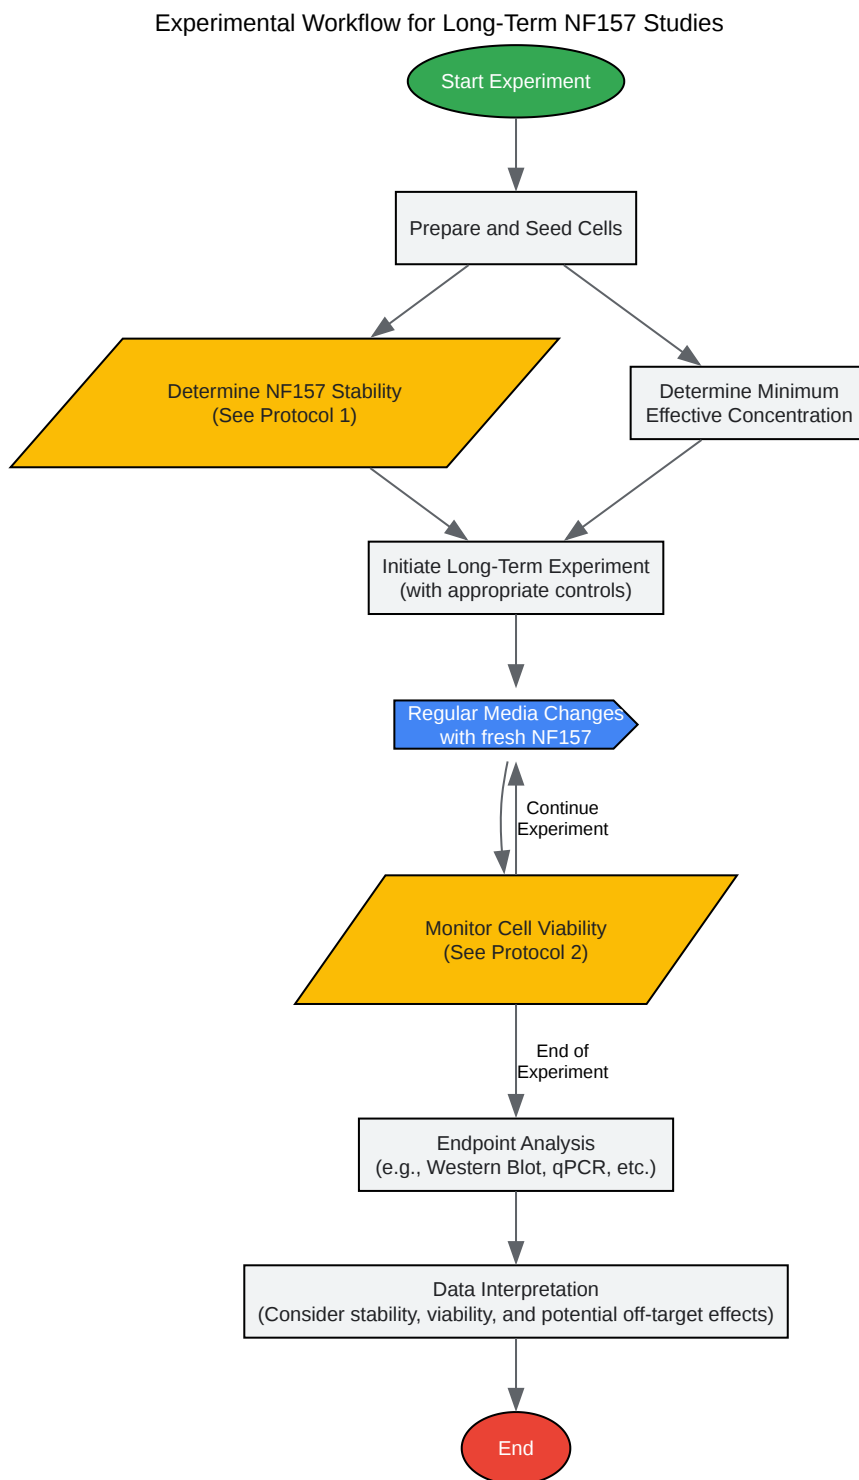 Experimental Workflow for Long-Term NF157 Studies
Start Experiment
Prepare and Seed Cells
Determine NF157 Stability
(See Protocol 1)
Determine Minimum
Effective Concentration
Initiate Long-Term Experiment
(with appropriate controls)
Regular Media Changes
with fresh NF157
Continue
Experiment
Monitor Cell Viability
(See Protocol 2)
End of
Experiment
Endpoint Analysis
(e.g., Western Blot, qPCR, etc.)
Data Interpretation
(Consider stability, viability, and potential off-target effects)
End